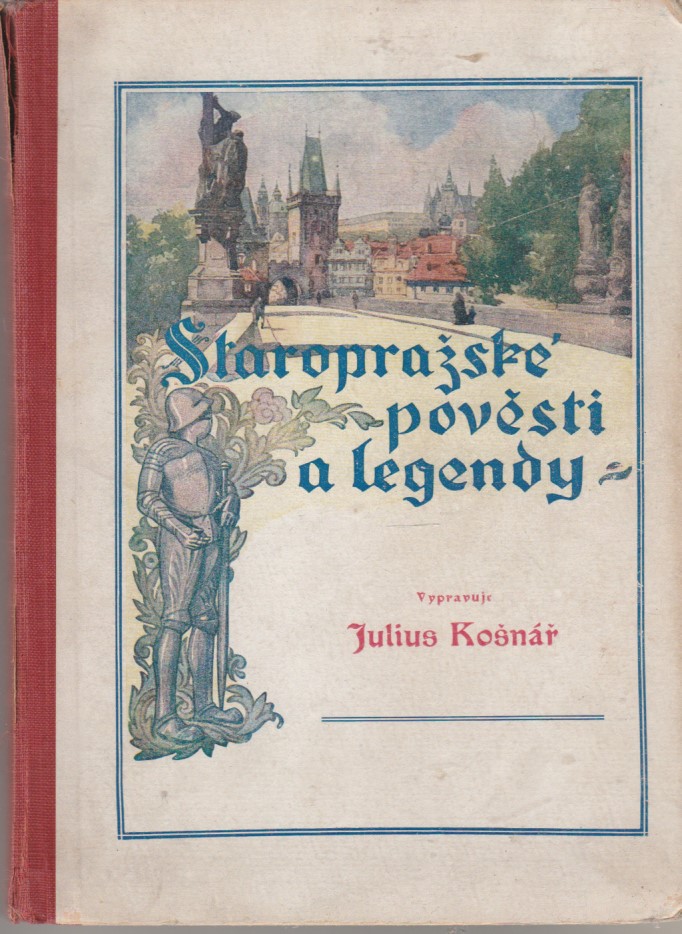 Staropražské
pověsti
a legendy
Vypravuje
Julius Košnář